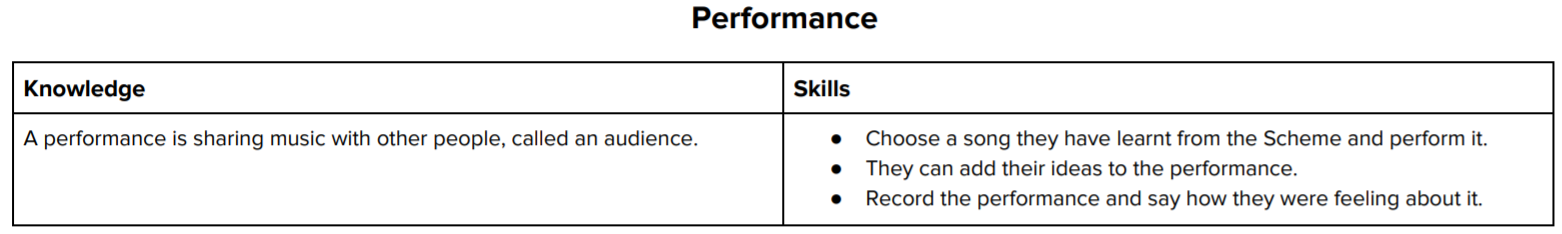 Performance
Knowledge
Skills
A performance is sharing music with other people, called an audience.
● Choose a song they have learnt from the Scheme and perform it.
● They can add their ideas to the performance.
● Record the performance and say how they were feeling about it.